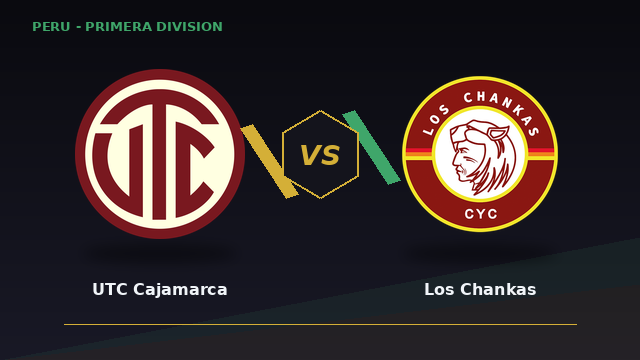 PERU - PRIMERA DIVISION
UTC
VS
LOS CHANKAS
CYC
UTC Cajamarca
Los Chankas